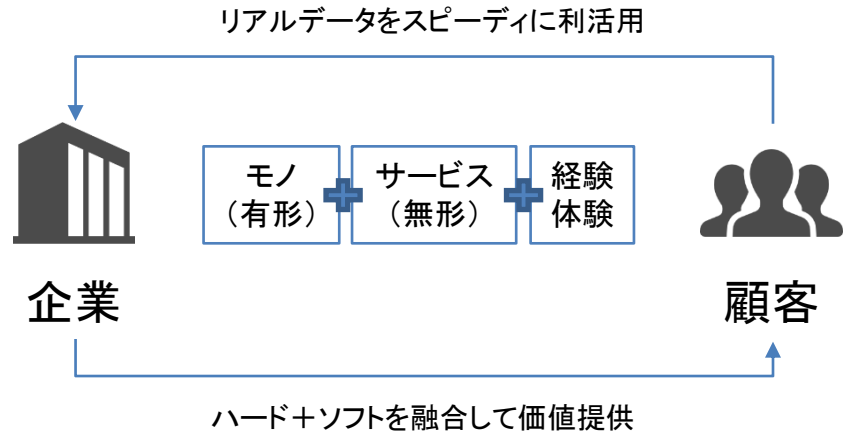 リアルデータをスピーディに利活用
モノ
（有形）
サービス
（無形）
経験
体験
企業
顧客
ハード＋ソフトを融合して価値提供